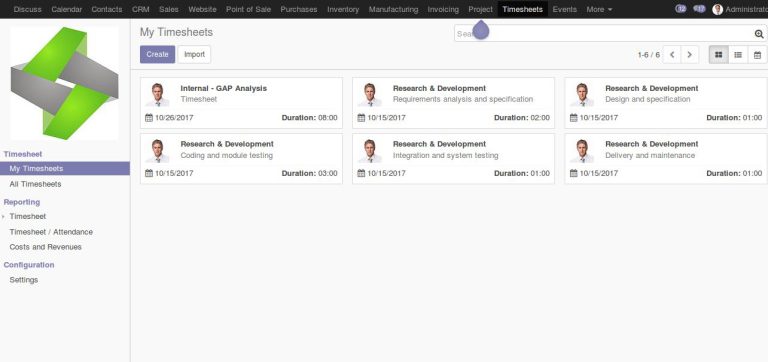 Discuss Calendar Contacts CRM Sales Website Point of Sale Purchases Inventory Manufacturing Invoicing Project Timesheets Events More 12 17 Administrato
My Timesheets
Sea
Create Import
1-6 / 6
Internal - GAP Analysis
Timesheet
10/26/2017 Duration: 08:00
Research & Development
Requirements analysis and specification
10/15/2017 Duration: 02:00
Research & Development
Design and specification
10/15/2017 Duration: 01:00
Research & Development
Coding and module testing
10/15/2017 Duration: 03:00
Research & Development
Integration and system testing
10/15/2017 Duration: 01:00
Research & Development
Delivery and maintenance
10/15/2017 Duration: 01:00
Timesheet
My Timesheets
All Timesheets
Reporting
Timesheet
Timesheet / Attendance
Costs and Revenues
Configuration
Settings